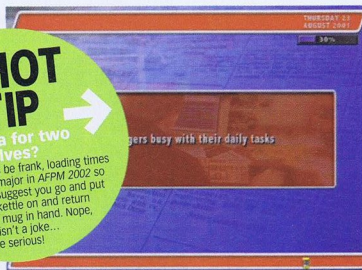 HOT
TIP
a for two
lves?
be frank, loading times
major in AFPM 2002 so
suggest you go and put
kettle on and return
mug in hand. Nope,
isn't a joke...
e serious!
THURSDAY 23
AUGUST 2001
30%
gers busy with their daily tasks